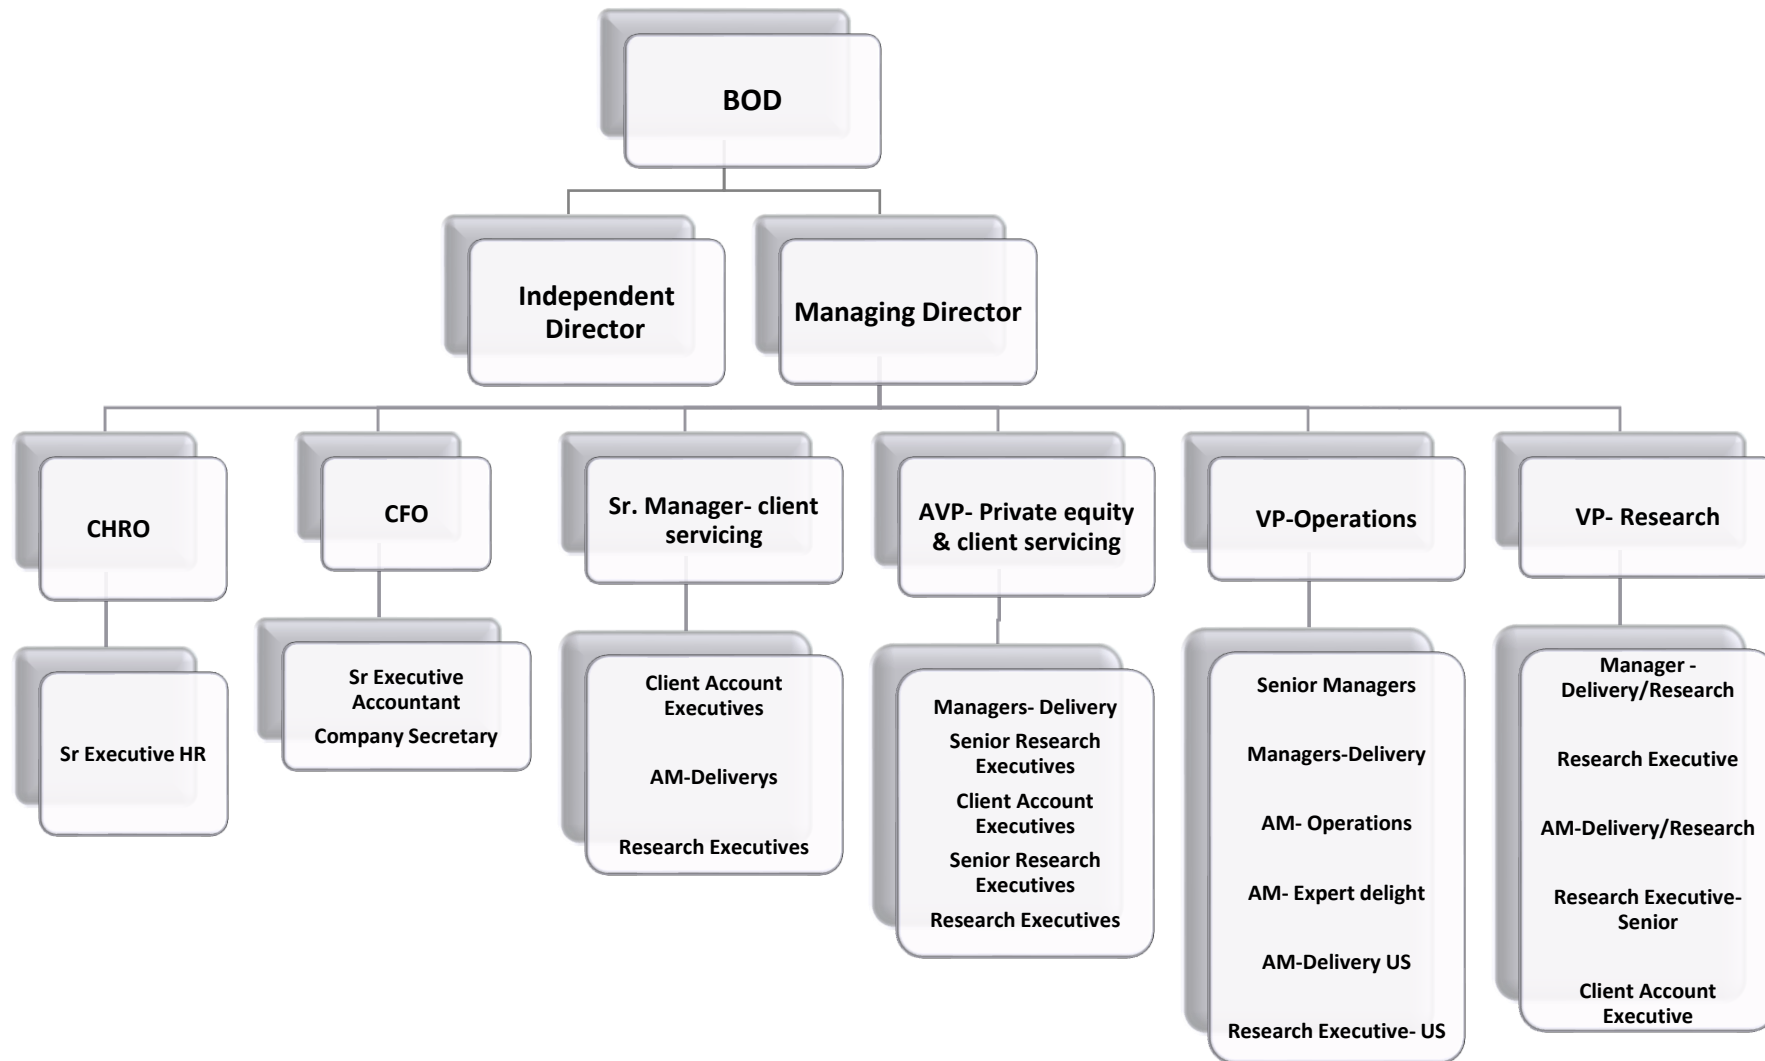 BOD
Independent
Director
Managing Director
CHRO
CFO
Sr. Manager- client
servicing
AVP- Private equity
& client servicing
VP-Operations
VP- Research
Sr Executive HR
Sr Executive
Accountant
Company Secretary
Client Account
Executives
AM-Deliverys
Research Executives
Managers- Delivery
Senior Research
Executives
Client Account
Executives
Senior Research
Executives
Research Executives
Senior Managers
Managers-Delivery
AM- Operations
AM- Expert delight
AM-Delivery US
Research Executive- US
Manager -
Delivery/Research
Research Executive
AM-Delivery/Research
Research Executive-
Senior
Client Account
Executive